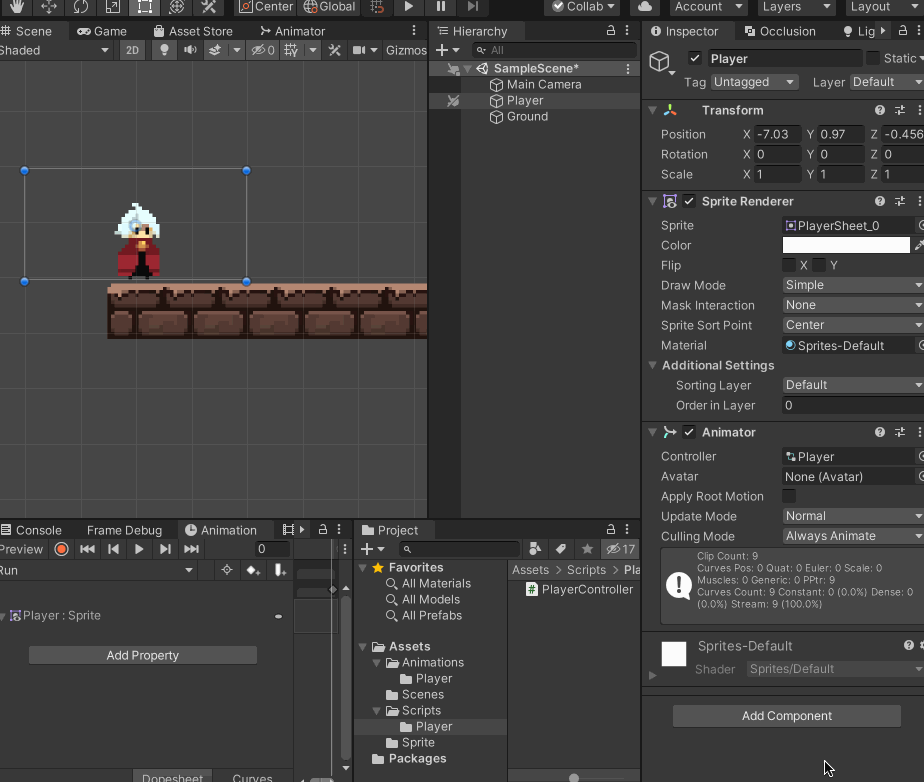 Center Global Collab Account Layers Layout
Scene Game Asset Store Animator
Shaded 2D 0 Gizmos
Hierarchy
All
SampleScene*
Main Camera
Player
Ground
Inspector Occlusion Lig
Player Static
Tag Untagged Layer Default
Transform
Position X -7.03 Y 0.97 Z -0.456
Rotation X 0 Y 0 Z 0
Scale X 1 Y 1 Z 1
Sprite Renderer
Sprite PlayerSheet_0
Color
Flip X Y
Draw Mode Simple
Mask Interaction None
Sprite Sort Point Center
Material Sprites-Default
Additional Settings
Sorting Layer Default
Order in Layer 0
Animator
Controller Player
Avatar None (Avatar)
Apply Root Motion
Update Mode Normal
Culling Mode Always Animate
Clip Count: 9
Curves Pos: 0 Quat: 0 Euler: 0 Scale: 0
Muscles: 0 Generic: 0 PPtr: 9
Curves Count: 9 Constant: 0 (0.0%) Dense: 0
(0.0%) Stream: 9 (100.0%)
Sprites-Default
Shader Sprites/Default
Add Component
Console Frame Debug Animation
Preview 0
Run
Player : Sprite
Add Property
Dopesheet Curves
Project
17
Favorites
All Materials
All Models
All Prefabs
Assets
Animations
Player
Scenes
Scripts
Player
Sprite
Packages
Assets > Scripts > Pla
PlayerController